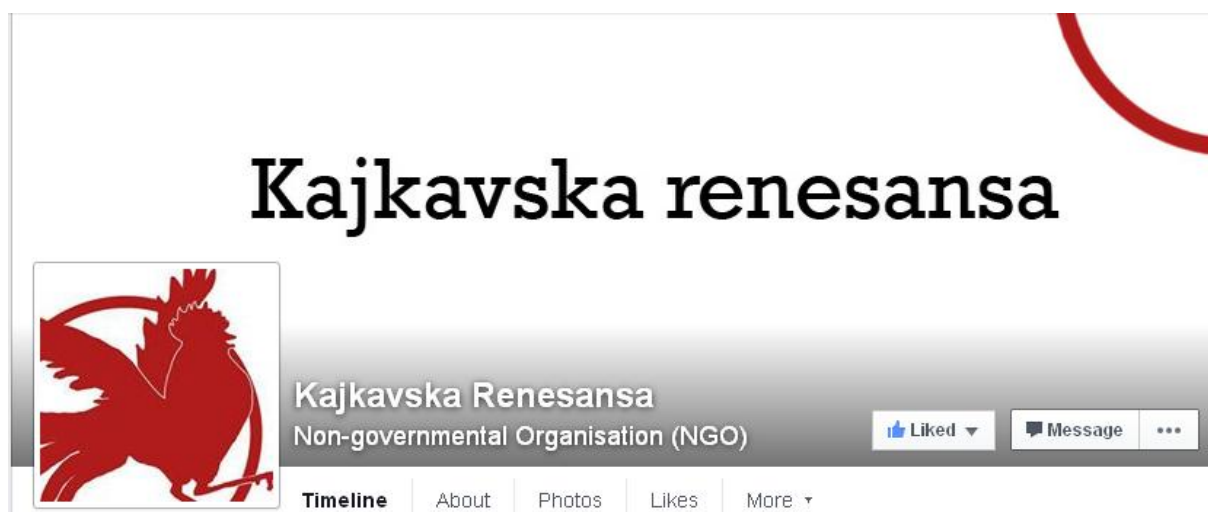 Kajkavska renesansa
Kajkavska Renesansa
Non-governmental Organisation (NGO)
Liked
Message
Timeline About Photos Likes More